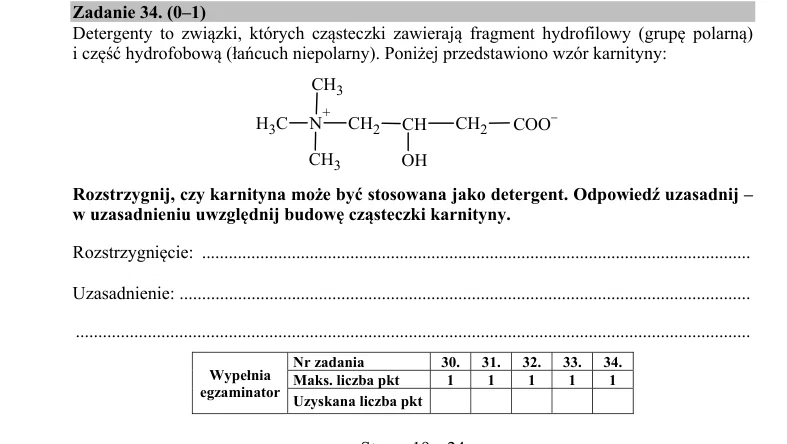 Zadanie 34. (0–1)
Detergenty to związki, których cząsteczki zawierają fragment hydrofilowy (grupę polarną)
i część hydrofobową (łańcuch niepolarny). Poniżej przedstawiono wzór karnityny:
CH3
H3C—N+—CH2—CH—CH2—COO−
CH3 OH
Rozstrzygnij, czy karnityna może być stosowana jako detergent. Odpowiedź uzasadnij –
w uzasadnieniu uwzględnij budowę cząsteczki karnityny.
Rozstrzygnięcie: ..........................................................................................................................
Uzasadnienie: ...............................................................................................................................
......................................................................................................................................................
Wypełnia egzaminator
Nr zadania 30. 31. 32. 33. 34.
Maks. liczba pkt 1 1 1 1 1
Uzyskana liczba pkt